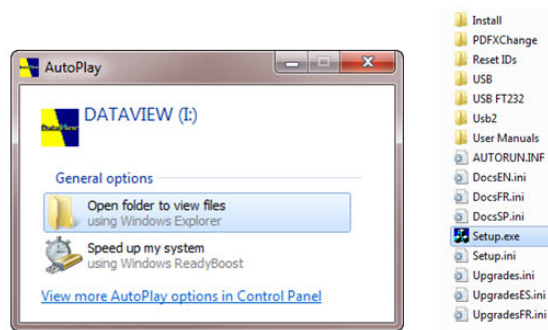 AutoPlay
DataView
DATAVIEW (I:)
General options
Open folder to view files
using Windows Explorer
Speed up my system
using Windows ReadyBoost
View more AutoPlay options in Control Panel
Install
PDFXChange
Reset IDs
USB
USB FT232
Usb2
User Manuals
AUTORUN.INF
DocsEN.ini
DocsFR.ini
DocsSP.ini
Setup.exe
Setup.ini
Upgrades.ini
UpgradesES.ini
UpgradesFR.ini